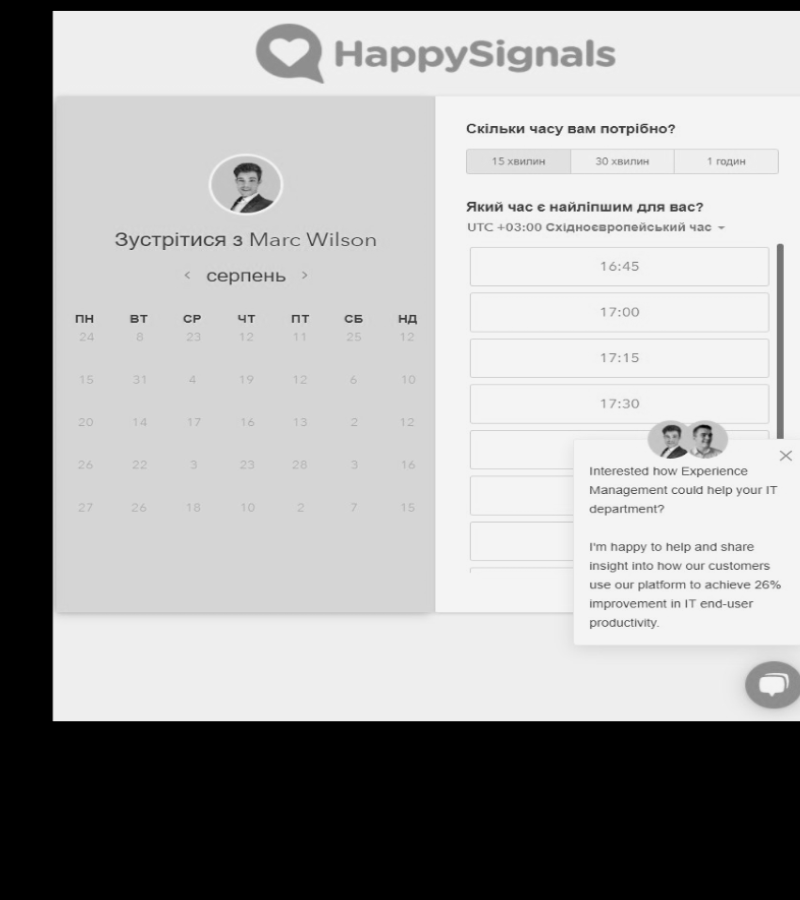 HappySignals
Зустрітися з Marc Wilson
серпень
ПН ВТ СР ЧТ ПТ СБ НД
24 8 23 12 11 25 12
15 31 4 19 12 6 10
20 14 17 16 13 2 12
26 22 3 23 28 3 16
27 26 18 10 2 7 15
Скільки часу вам потрібно?
15 хвилин 30 хвилин 1 годин
Який час є найліпшим для вас?
UTC +03:00 Східноєвропейський час
16:45
17:00
17:15
17:30
Interested how Experience
Management could help your IT
department?
I'm happy to help and share
insight into how our customers
use our platform to achieve 26%
improvement in IT end-user
productivity.